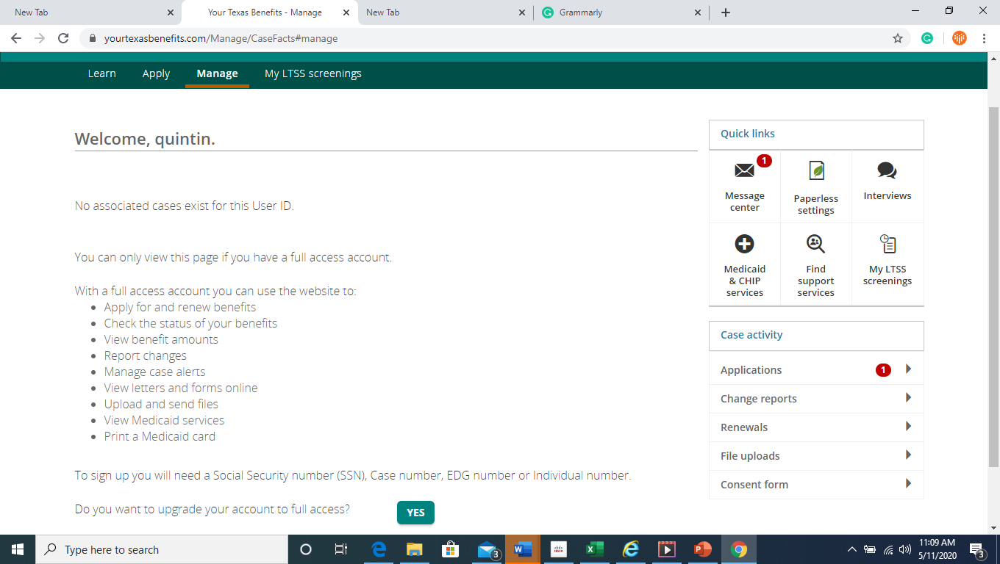 New Tab
Your Texas Benefits - Manage
New Tab
Grammarly
yourtexasbenefits.com/Manage/CaseFacts#manage
Learn
Apply
Manage
My LTSS screenings
Welcome, quintin.
No associated cases exist for this User ID.
You can only view this page if you have a full access account.
With a full access account you can use the website to:
Apply for and renew benefits
Check the status of your benefits
View benefit amounts
Report changes
Manage case alerts
View letters and forms online
Upload and send files
View Medicaid services
Print a Medicaid card
To sign up you will need a Social Security number (SSN), Case number, EDG number or Individual number.
Do you want to upgrade your account to full access?
YES
Quick links
1
Message
center
Paperless
settings
Interviews
Medicaid
& CHIP
services
Find
support
services
My LTSS
screenings
Case activity
Applications
1
Change reports
Renewals
File uploads
Consent form
Type here to search
3
11:09 AM
5/11/2020
3